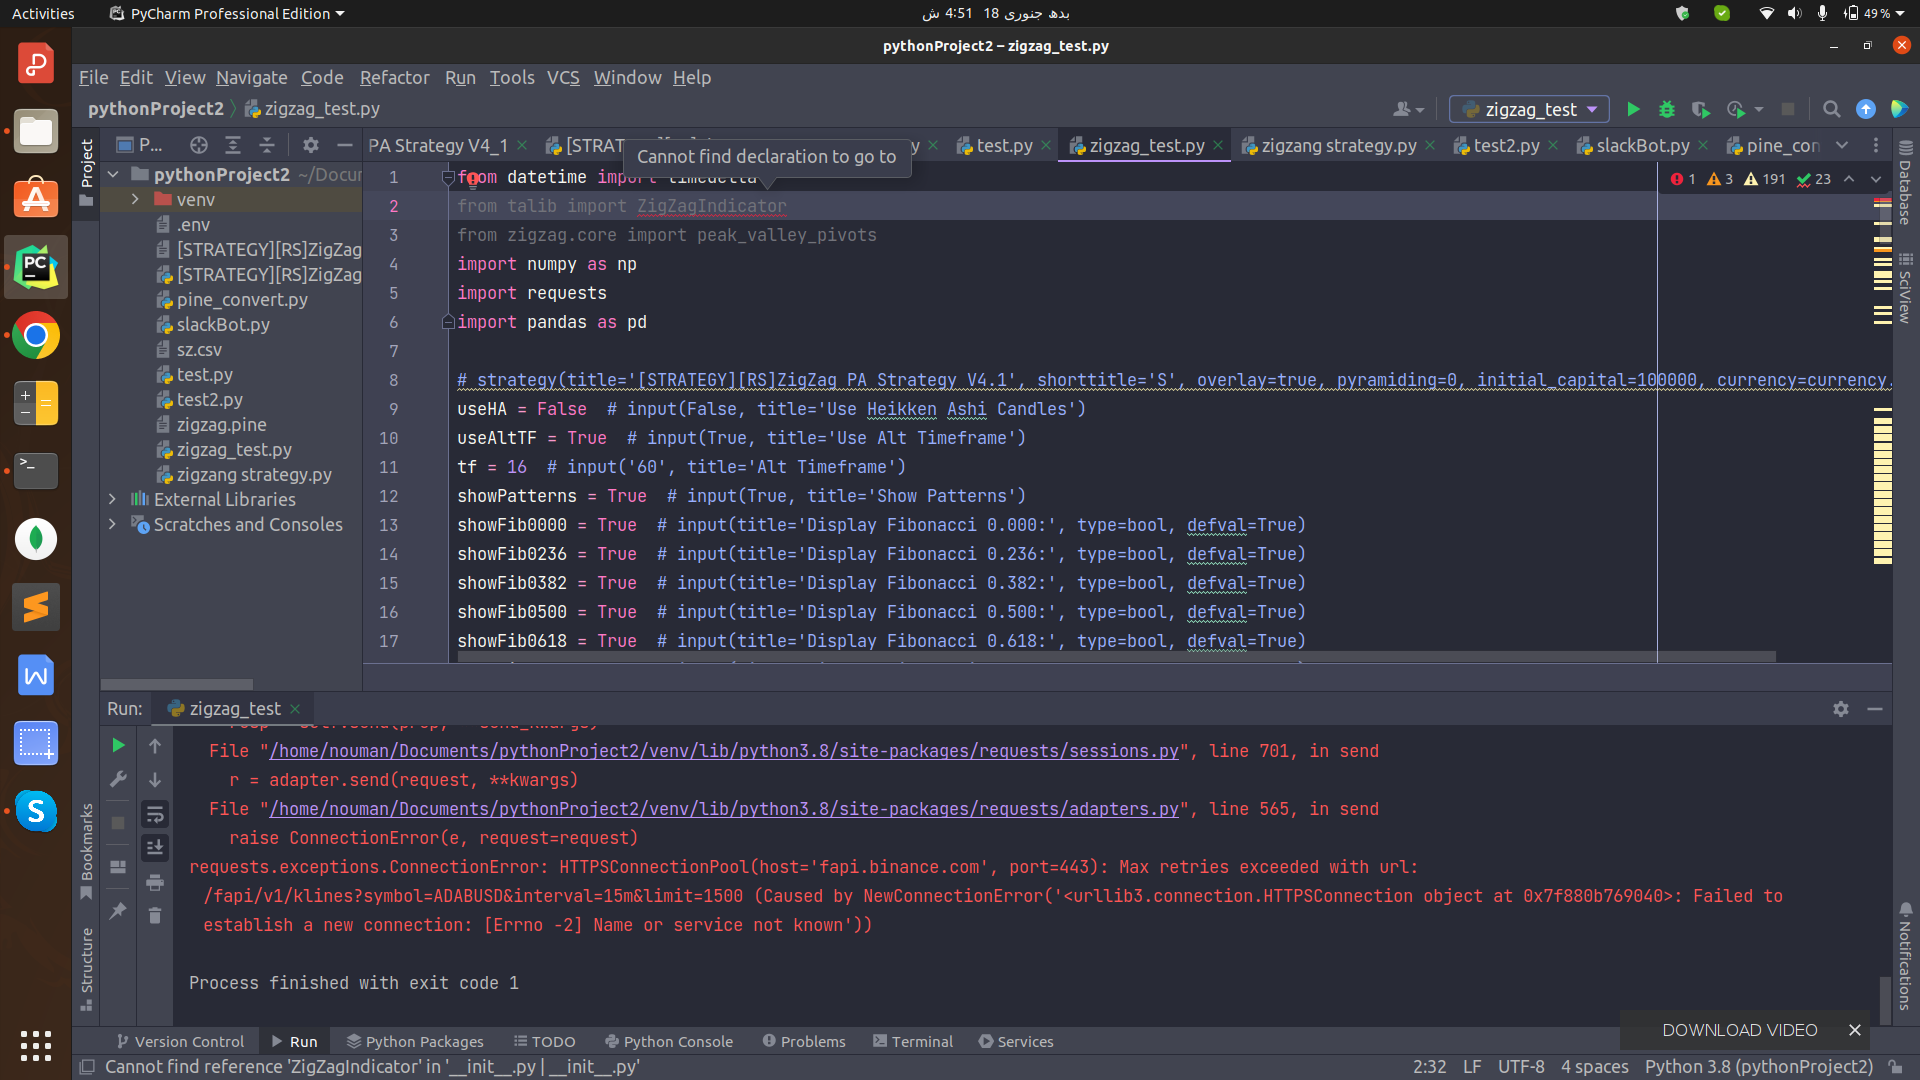 Activities PyCharm Professional Edition بدھ جنوری 18 4:51 ش 49 %
pythonProject2 – zigzag_test.py
File Edit View Navigate Code Refactor Run Tools VCS Window Help
pythonProject2 zigzag_test.py zigzag_test
Project P... PA Strategy V4_1 test.py zigzag_test.py zigzang strategy.py test2.py slackBot.py
Cannot find declaration to go to
1 3 191 23
pythonProject2
venv
.env
[STRATEGY][RS]ZigZag
[STRATEGY][RS]ZigZag
pine_convert.py
slackBot.py
sz.csv
test.py
test2.py
zigzag.pine
zigzag_test.py
zigzang strategy.py
External Libraries
Scratches and Consoles
1 from datetime import timedelta
2 from talib import ZigZagIndicator
3 from zigzag.core import peak_valley_pivots
4 import numpy as np
5 import requests
6 import pandas as pd
7
8 # strategy(title='[STRATEGY][RS]ZigZag PA Strategy V4.1', shorttitle='S', overlay=true, pyramiding=0, initial_capital=100000, currency=currency.
9 useHA = False # input(False, title='Use Heikken Ashi Candles')
10 useAltTF = True # input(True, title='Use Alt Timeframe')
11 tf = 16 # input('60', title='Alt Timeframe')
12 showPatterns = True # input(True, title='Show Patterns')
13 showFib0000 = True # input(title='Display Fibonacci 0.000:', type=bool, defval=True)
14 showFib0236 = True # input(title='Display Fibonacci 0.236:', type=bool, defval=True)
15 showFib0382 = True # input(title='Display Fibonacci 0.382:', type=bool, defval=True)
16 showFib0500 = True # input(title='Display Fibonacci 0.500:', type=bool, defval=True)
17 showFib0618 = True # input(title='Display Fibonacci 0.618:', type=bool, defval=True)
Database
SciView
Run: zigzag_test
File "/home/nouman/Documents/pythonProject2/venv/lib/python3.8/site-packages/requests/sessions.py", line 701, in send
r = adapter.send(request, **kwargs)
File "/home/nouman/Documents/pythonProject2/venv/lib/python3.8/site-packages/requests/adapters.py", line 565, in send
raise ConnectionError(e, request=request)
requests.exceptions.ConnectionError: HTTPSConnectionPool(host='fapi.binance.com', port=443): Max retries exceeded with url:
/fapi/v1/klines?symbol=ADABUSD&interval=15m&limit=1500 (Caused by NewConnectionError('<urllib3.connection.HTTPSConnection object at 0x7f880b769040>: Failed to
establish a new connection: [Errno -2] Name or service not known'))
Process finished with exit code 1
Bookmarks
Structure
Notifications
DOWNLOAD VIDEO
Version Control Run Python Packages TODO Python Console Problems Terminal Services
Cannot find reference 'ZigZagIndicator' in '__init__.py | __init__.py' 2:32 LF UTF-8 4 spaces Python 3.8 (pythonProject2)